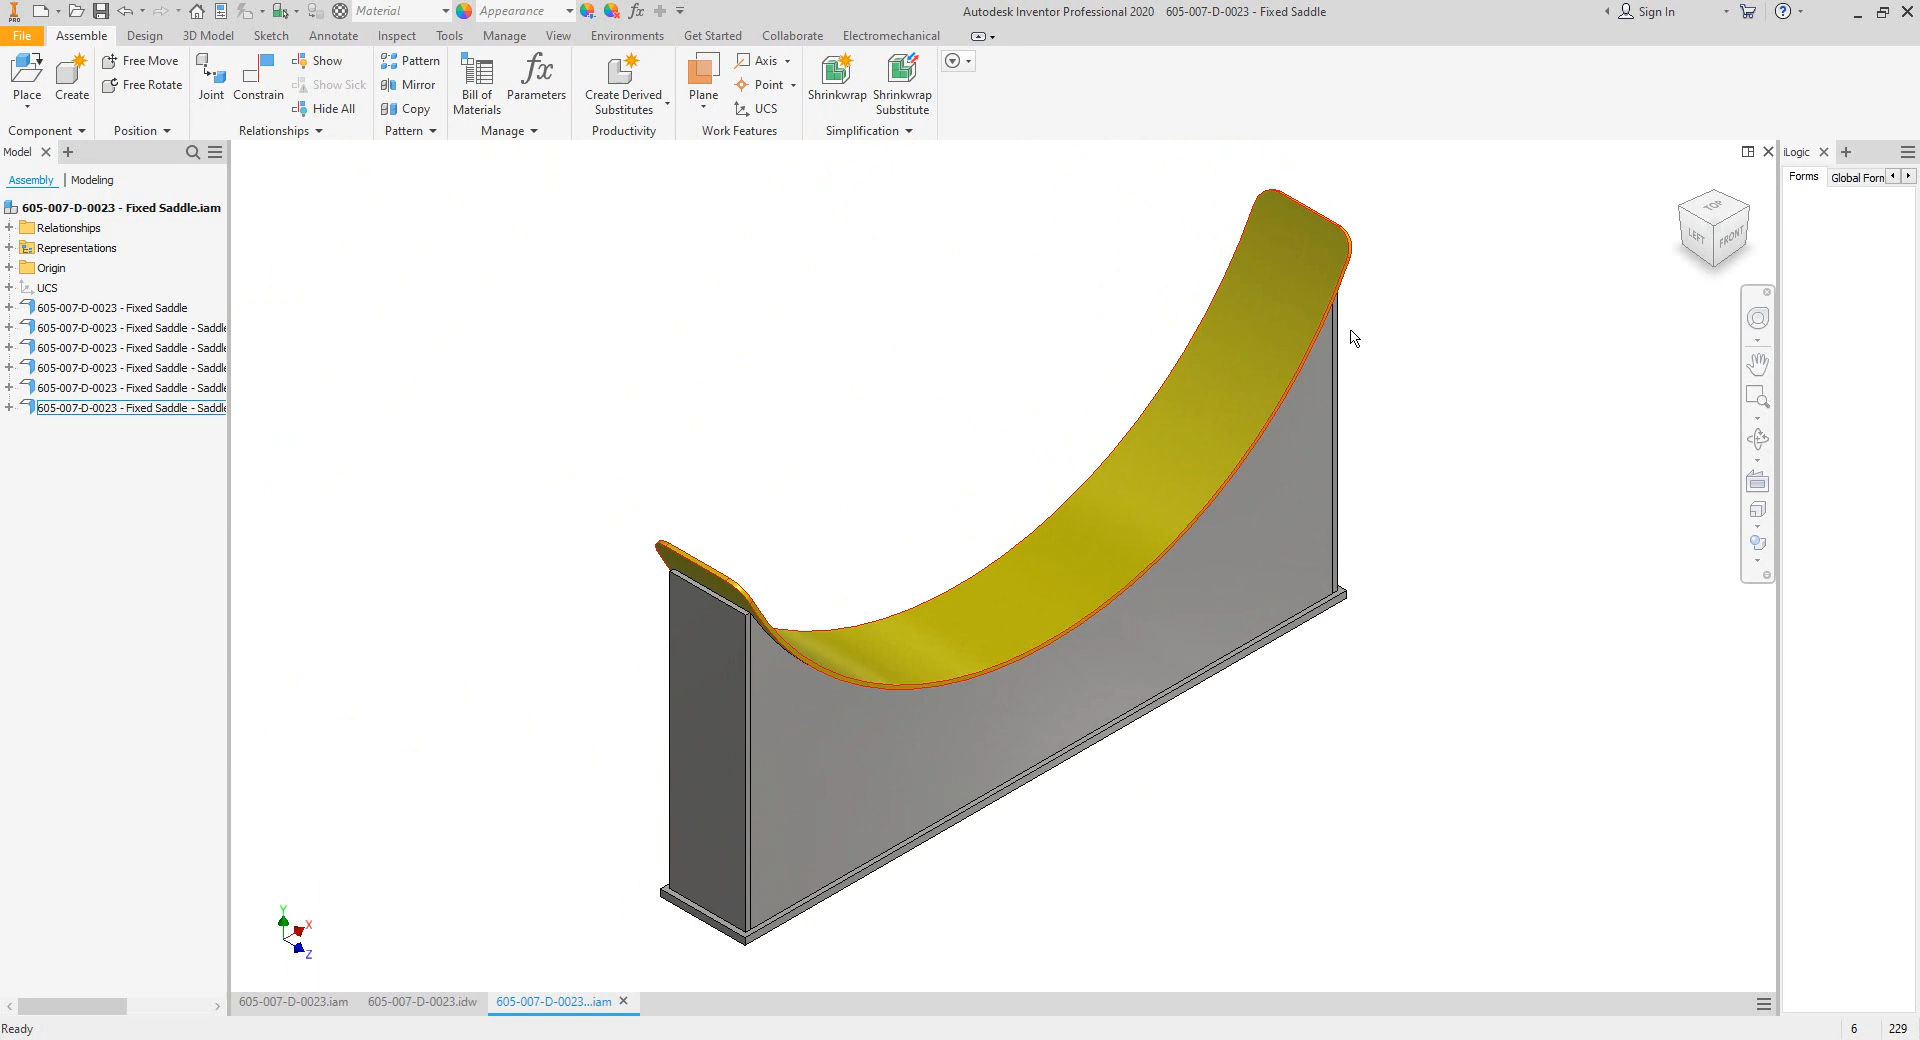 PRO
Material
Appearance
fx
Autodesk Inventor Professional 2020 605-007-D-0023 - Fixed Saddle
Sign In
?
File Assemble Design 3D Model Sketch Annotate Inspect Tools Manage View Environments Get Started Collaborate Electromechanical
Place
Create
Free Move
Free Rotate
Joint
Constrain
Show
Show Sick
Hide All
Pattern
Mirror
Copy
Bill of
Materials
fx
Parameters
Create Derived
Substitutes
Plane
Axis
Point
UCS
Shrinkwrap
Shrinkwrap
Substitute
Component Position Relationships Pattern Manage Productivity Work Features Simplification
Model
Assembly Modeling
605-007-D-0023 - Fixed Saddle.iam
Relationships
Representations
Origin
UCS
605-007-D-0023 - Fixed Saddle
605-007-D-0023 - Fixed Saddle - Saddle
605-007-D-0023 - Fixed Saddle - Saddle
605-007-D-0023 - Fixed Saddle - Saddle
605-007-D-0023 - Fixed Saddle - Saddle
605-007-D-0023 - Fixed Saddle - Saddle
TOP
LEFT
FRONT
iLogic
Forms Global Forn
Y
X
Z
605-007-D-0023.iam 605-007-D-0023.idw 605-007-D-0023...iam
Ready
6 229